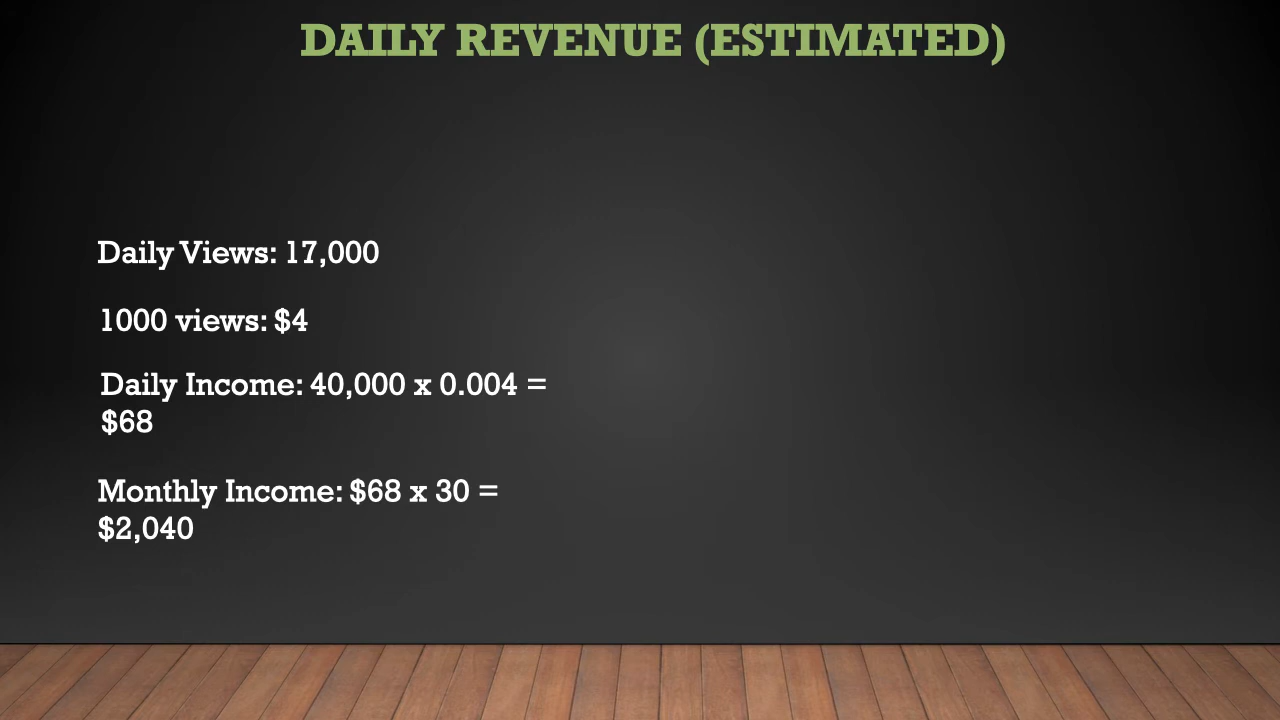 DAILY REVENUE (ESTIMATED)
Daily Views: 17,000
1000 views: $4
Daily Income: 40,000 x 0.004 =
$68
Monthly Income: $68 x 30 =
$2,040